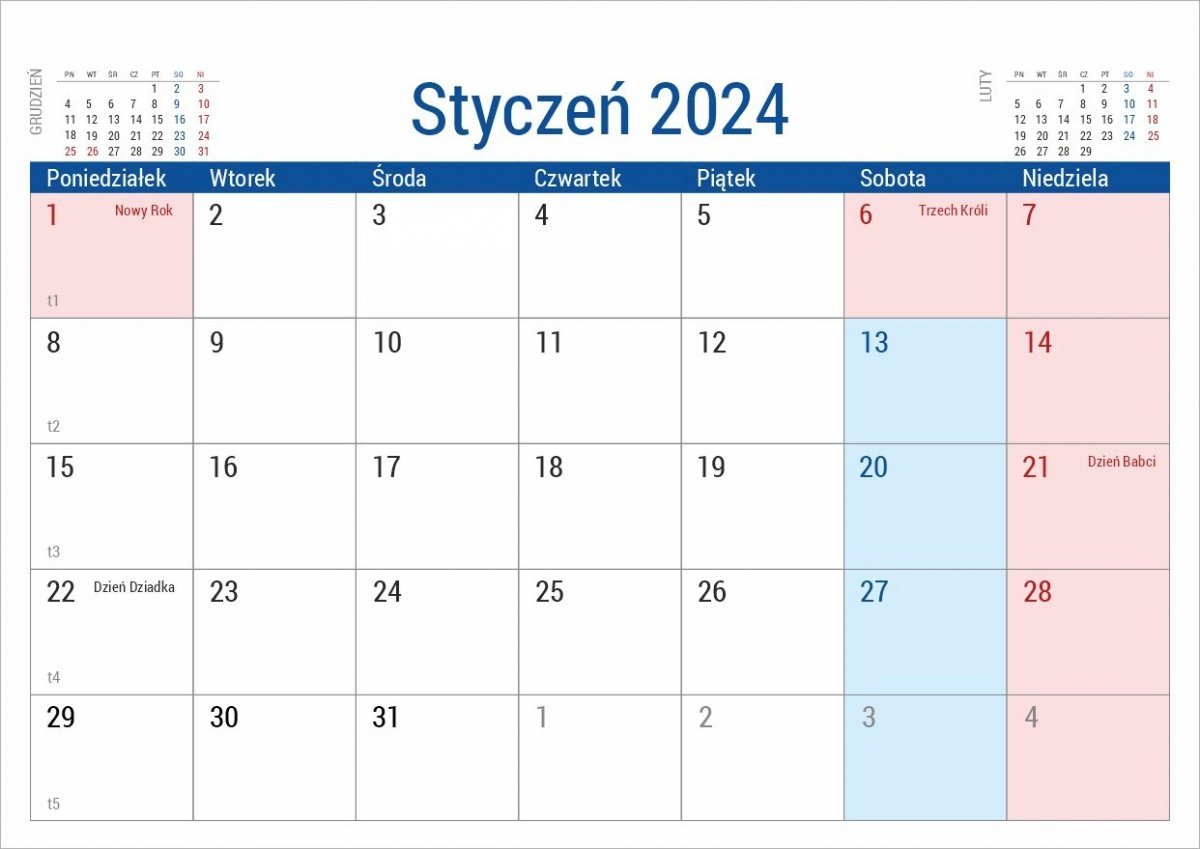 GRUDZIEŃ
PN WT ŚR CZ PT SO NI
1 2 3
4 5 6 7 8 9 10
11 12 13 14 15 16 17
18 19 20 21 22 23 24
25 26 27 28 29 30 31
Styczeń 2024
LUTY
PN WT ŚR CZ PT SO NI
1 2 3 4
5 6 7 8 9 10 11
12 13 14 15 16 17 18
19 20 21 22 23 24 25
26 27 28 29
Poniedziałek Wtorek Środa Czwartek Piątek Sobota Niedziela
1 Nowy Rok 2 3 4 5 6 Trzech Króli 7
t1
8 9 10 11 12 13 14
t2
15 16 17 18 19 20 21 Dzień Babci
t3
22 Dzień Dziadka 23 24 25 26 27 28
t4
29 30 31 1 2 3 4
t5